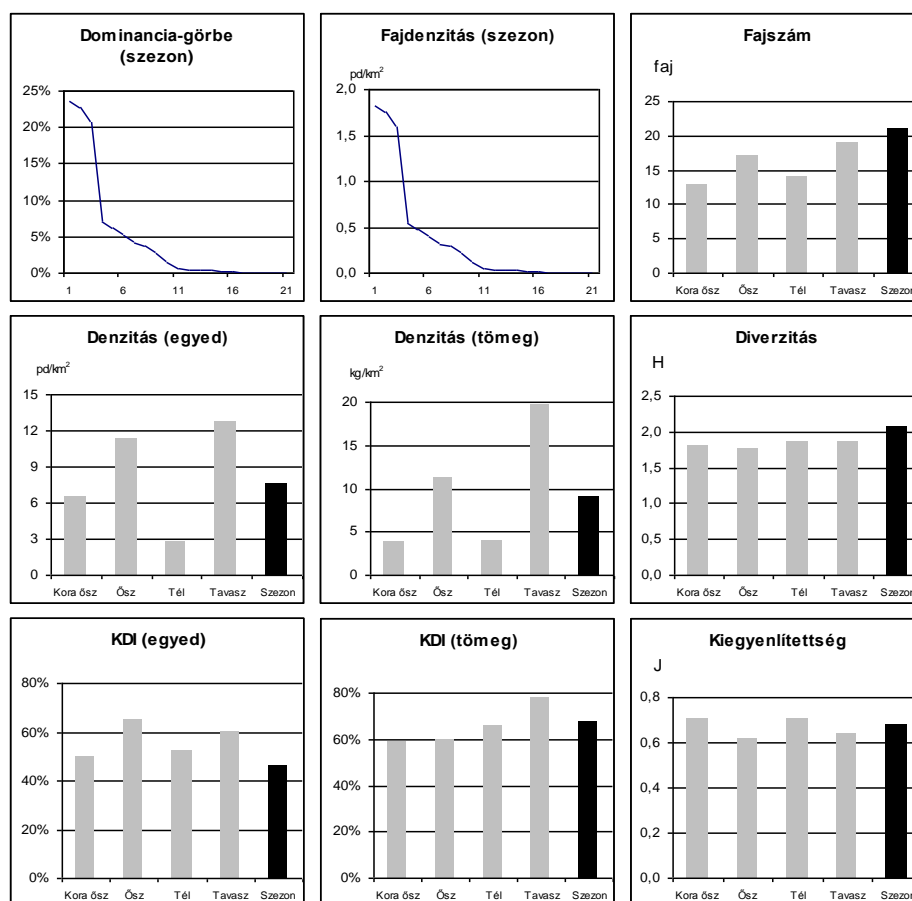 Dominancia-görbe
(szezon)
25%
20%
15%
10%
5%
0%
1 6 11 16 21
Fajdenzitás (szezon)
pd/km²
2,0
1,5
1,0
0,5
0,0
1 6 11 16 21
Fajszám
faj
25
20
15
10
5
0
Kora ősz Ősz Tél Tavasz Szezon
Denzitás (egyed)
pd/km²
15
12
9
6
3
0
Kora ősz Ősz Tél Tavasz Szezon
Denzitás (tömeg)
kg/km²
20
15
10
5
0
Kora ősz Ősz Tél Tavasz Szezon
Diverzitás
H
2,5
2,0
1,5
1,0
0,5
0,0
Kora ősz Ősz Tél Tavasz Szezon
KDI (egyed)
80%
60%
40%
20%
0%
Kora ősz Ősz Tél Tavasz Szezon
KDI (tömeg)
80%
60%
40%
20%
0%
Kora ősz Ősz Tél Tavasz Szezon
Kiegyenlítettség
J
0,8
0,6
0,4
0,2
0,0
Kora ősz Ősz Tél Tavasz Szezon